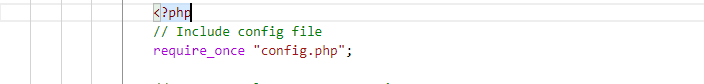 <?php
// Include config file
require_once "config.php";